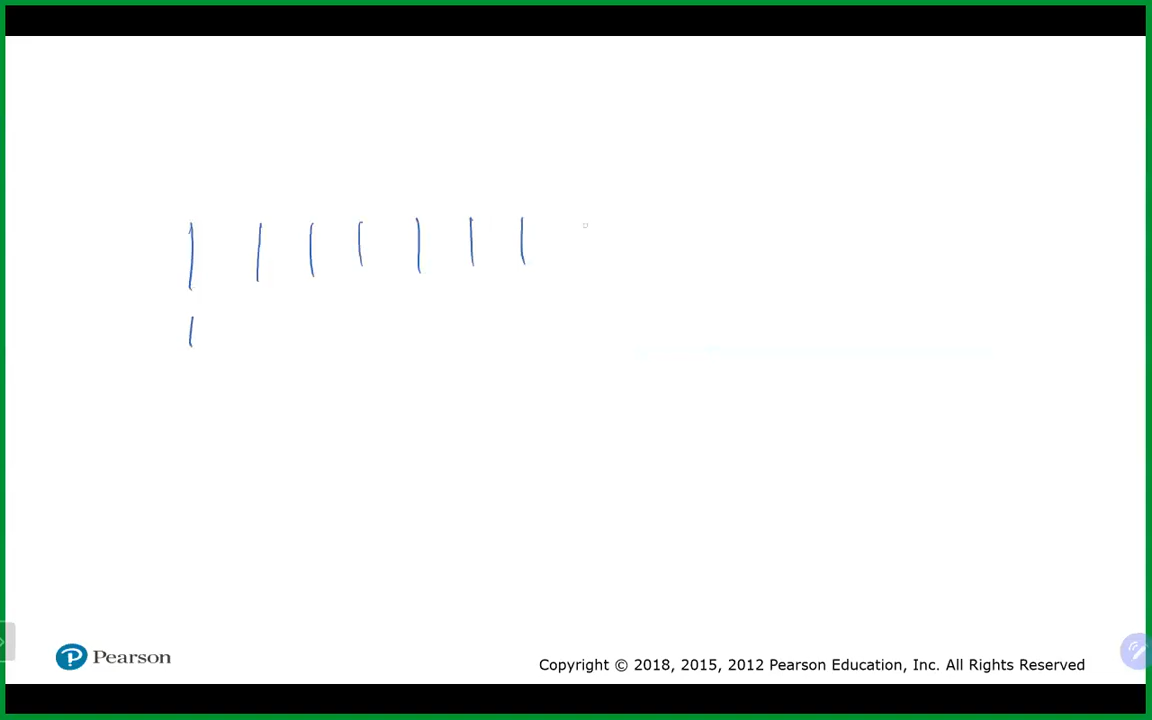 | | | | | | |
|
Pearson
Copyright © 2018, 2015, 2012 Pearson Education, Inc. All Rights Reserved